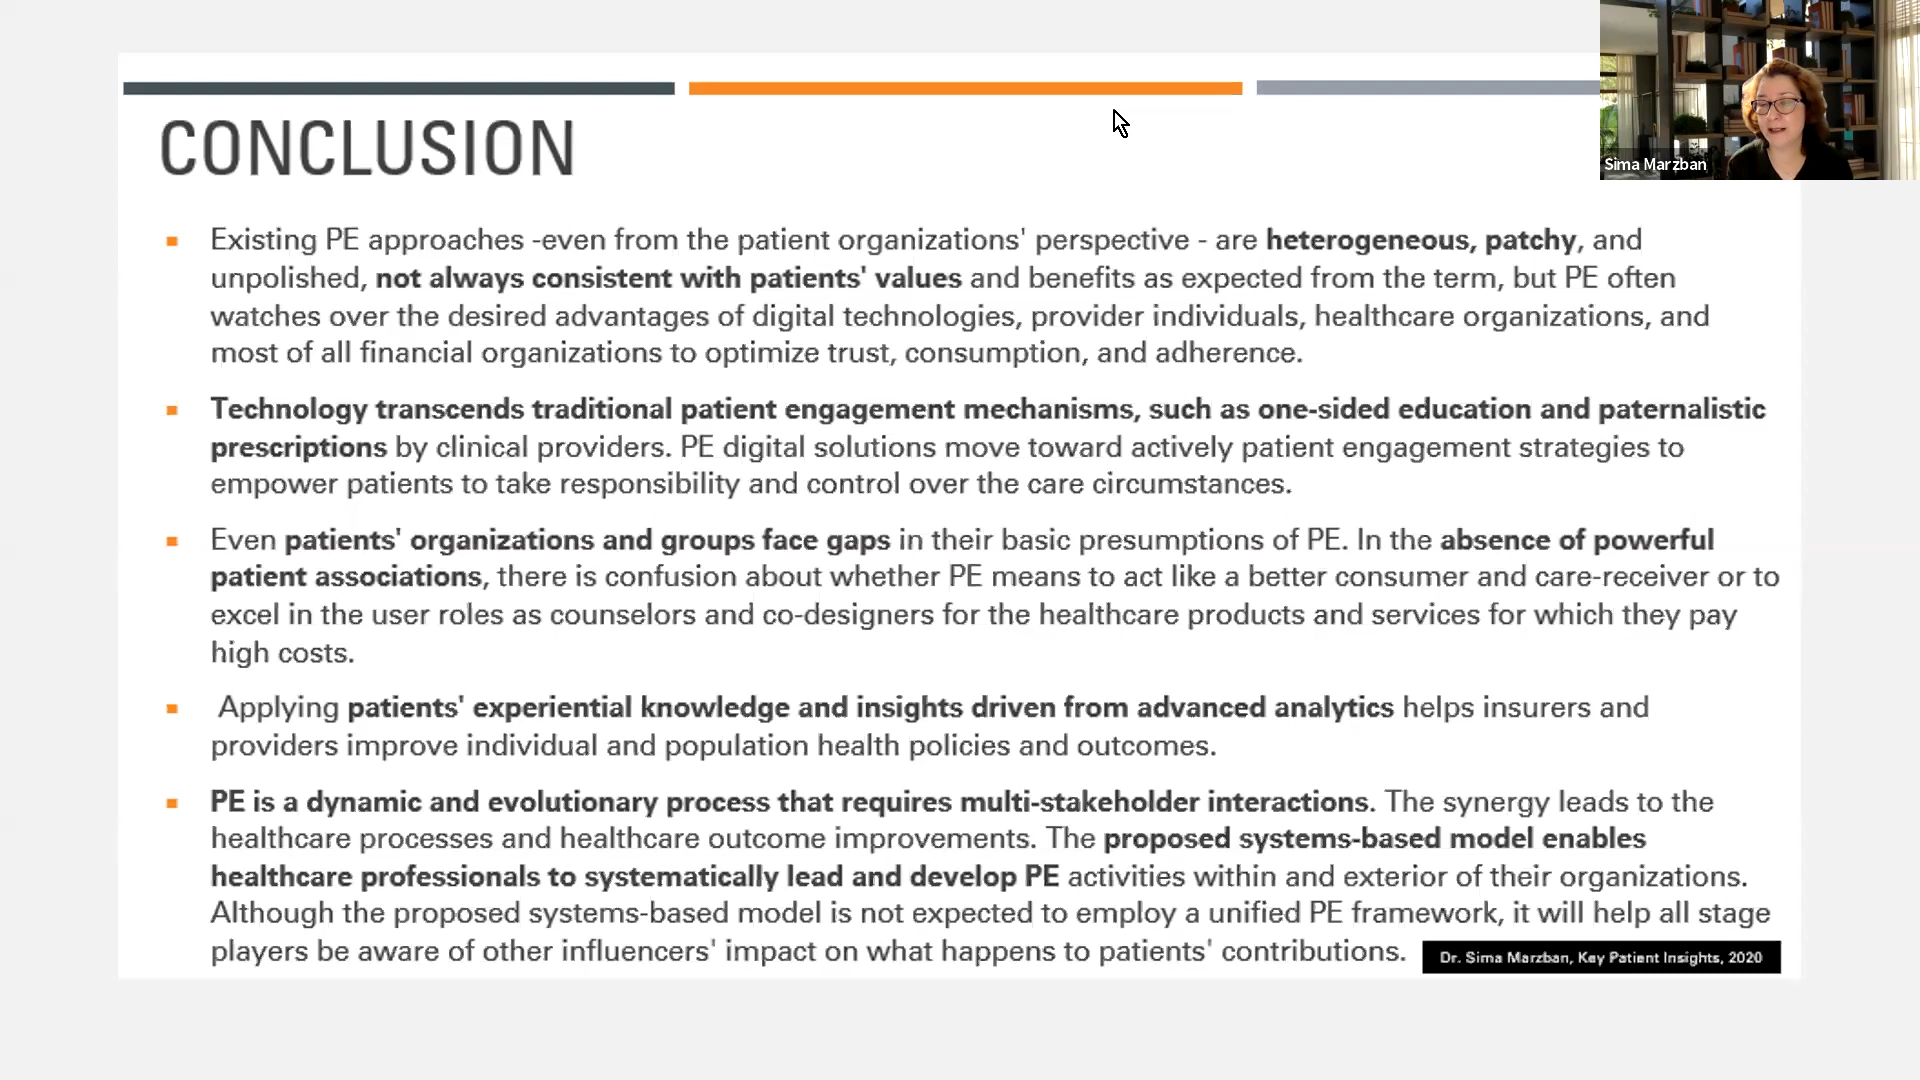 Sima Marzban
CONCLUSION
Existing PE approaches -even from the patient organizations' perspective - are heterogeneous, patchy, and
unpolished, not always consistent with patients' values and benefits as expected from the term, but PE often
watches over the desired advantages of digital technologies, provider individuals, healthcare organizations, and
most of all financial organizations to optimize trust, consumption, and adherence.
Technology transcends traditional patient engagement mechanisms, such as one-sided education and paternalistic
prescriptions by clinical providers. PE digital solutions move toward actively patient engagement strategies to
empower patients to take responsibility and control over the care circumstances.
Even patients' organizations and groups face gaps in their basic presumptions of PE. In the absence of powerful
patient associations, there is confusion about whether PE means to act like a better consumer and care-receiver or to
excel in the user roles as counselors and co-designers for the healthcare products and services for which they pay
high costs.
Applying patients' experiential knowledge and insights driven from advanced analytics helps insurers and
providers improve individual and population health policies and outcomes.
PE is a dynamic and evolutionary process that requires multi-stakeholder interactions. The synergy leads to the
healthcare processes and healthcare outcome improvements. The proposed systems-based model enables
healthcare professionals to systematically lead and develop PE activities within and exterior of their organizations.
Although the proposed systems-based model is not expected to employ a unified PE framework, it will help all stage
players be aware of other influencers' impact on what happens to patients' contributions.
Dr. Sima Marzban, Key Patient Insights, 2020